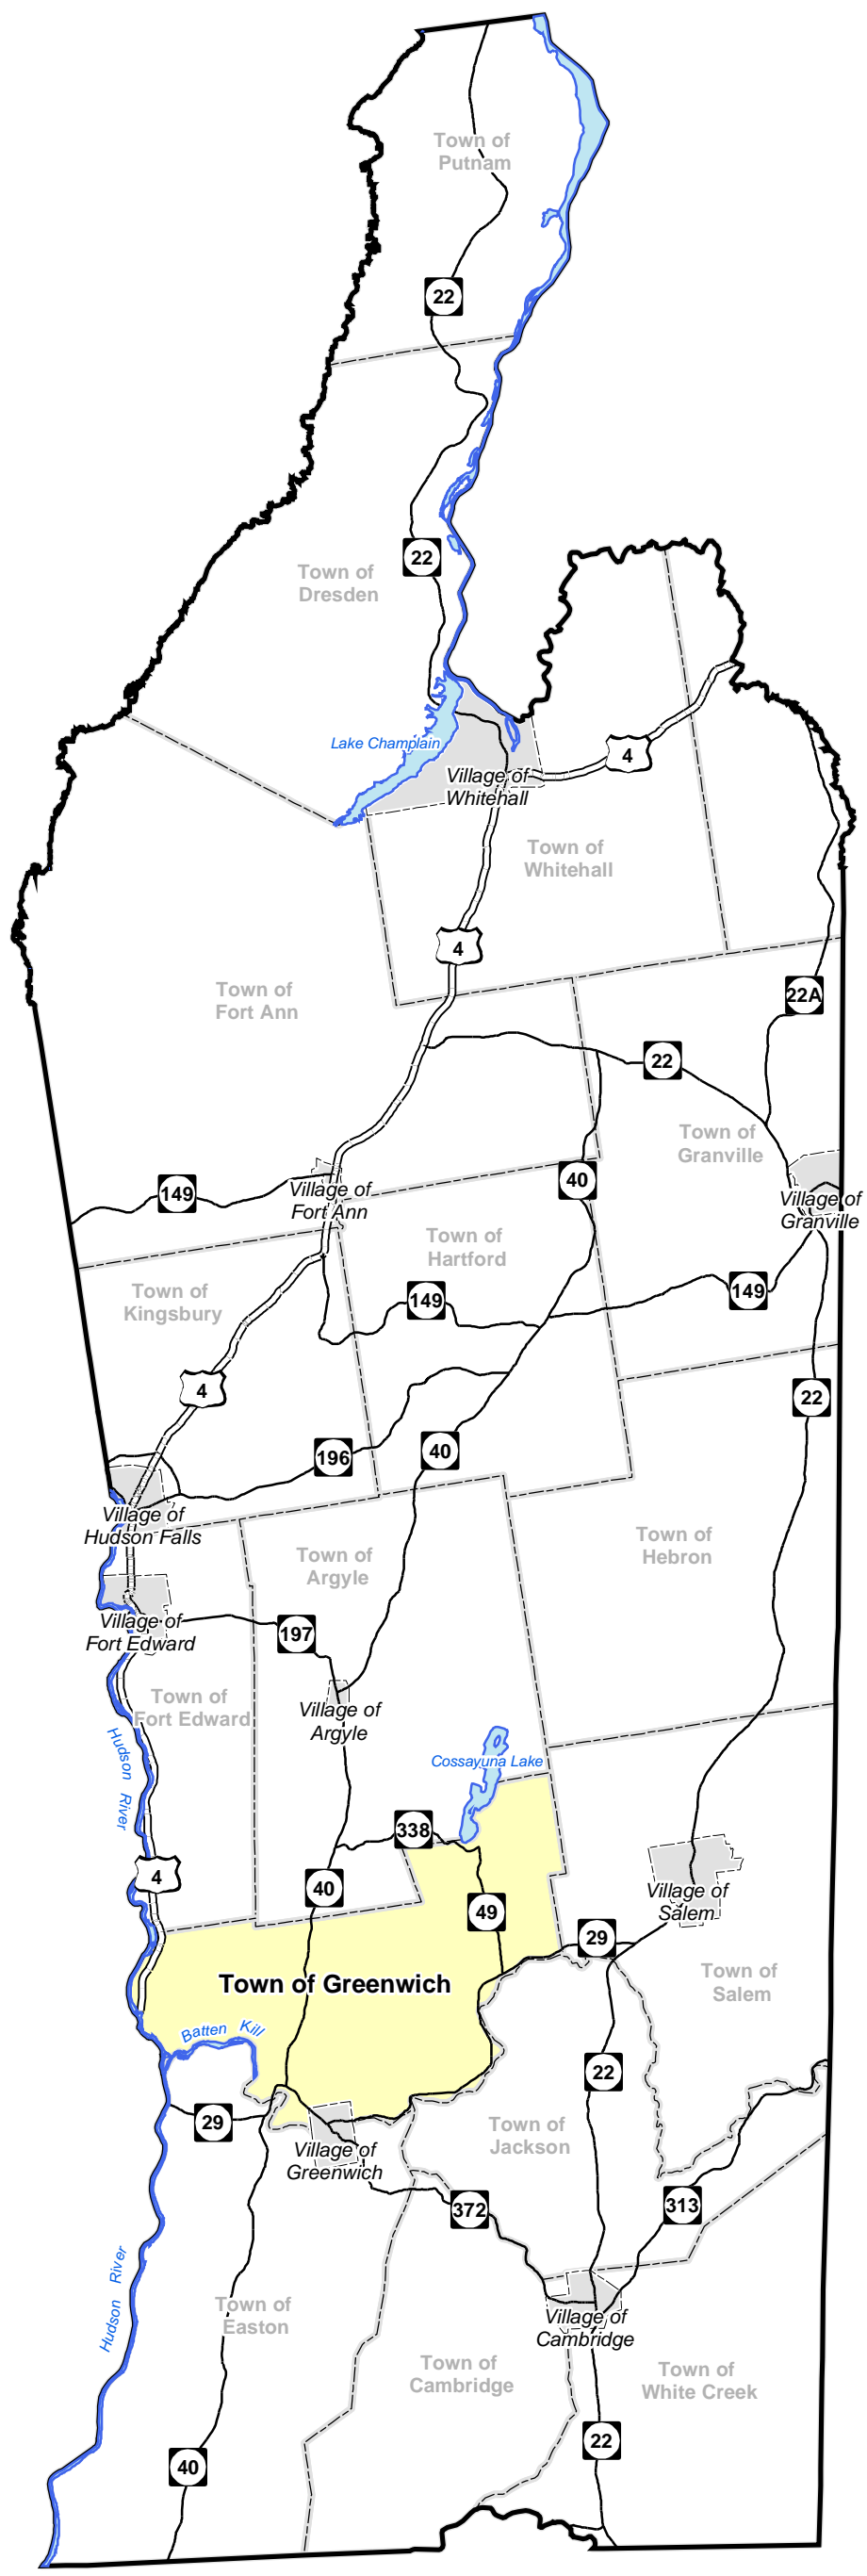 Town of
Putnam
22
22
Town of
Dresden
Lake Champlain
4
Village of
Whitehall
Town of
Whitehall
4
22A
Town of
Fort Ann
22
Town of
Granville
149
40
Village of
Fort Ann
Village of
Granville
Town of
Hartford
149
149
Town of
Kingsbury
4
22
196
40
Village of
Hudson Falls
Town of
Hebron
Town of
Argyle
197
Village of
Fort Edward
Town of
Fort Edward
Village of
Argyle
Hudson River
Cossayuna Lake
338
4
40
49
Village of
Salem
29
Town of Greenwich
Town of
Salem
Batten Kill
22
29
Town of
Jackson
Village of
Greenwich
372
313
Hudson River
Town of
Easton
Village of
Cambridge
Town of
Cambridge
Town of
White Creek
22
40